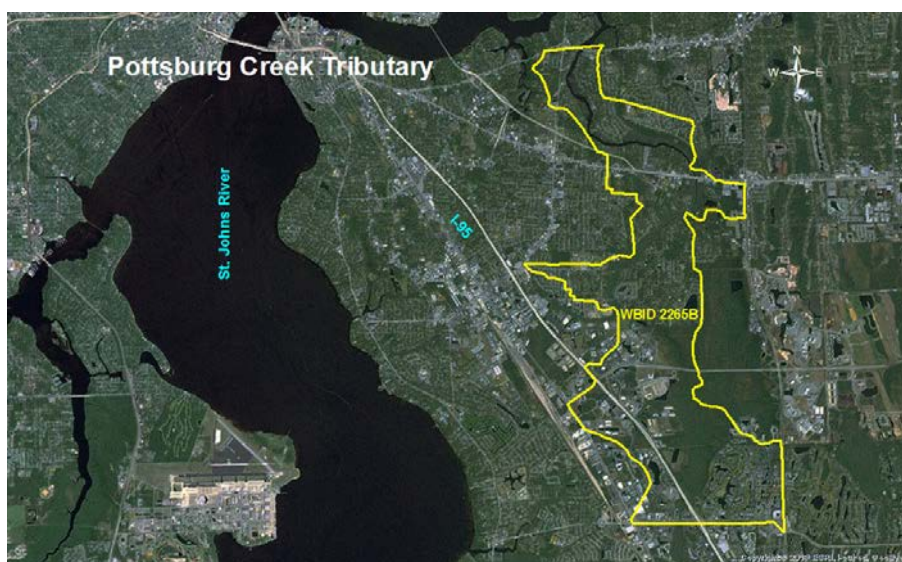 Pottsburg Creek Tributary
N
W E
S
St. Johns River
I-95
WBID 2265B